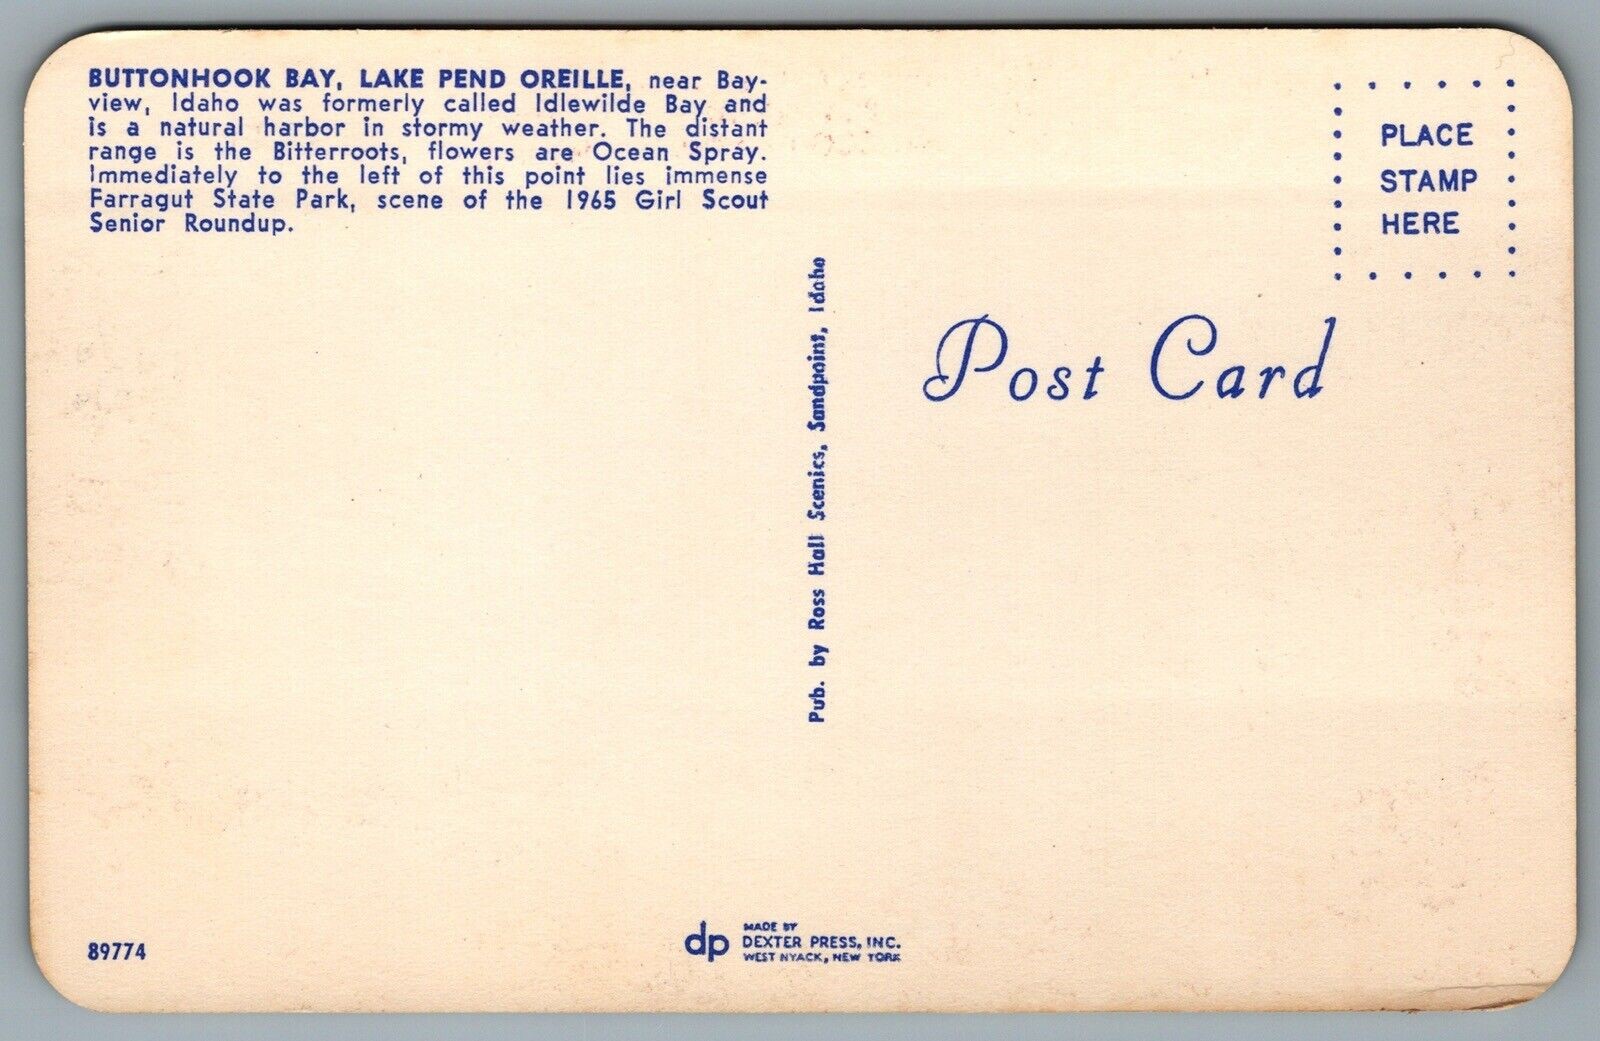 BUTTONHOOK BAY, LAKE PEND OREILLE, near Bay-
view, Idaho was formerly called Idlewilde Bay and
is a natural harbor in stormy weather. The distant
range is the Bitterroots, flowers are Ocean Spray.
Immediately to the left of this point lies immense
Farragut State Park, scene of the 1965 Girl Scout
Senior Roundup.
PLACE
STAMP
HERE
Post Card
Pub. by Ross Hall Scenics, Sandpoint, Idaho
89774
dp
MADE BY
DEXTER PRESS, INC.
WEST NYACK, NEW YORK